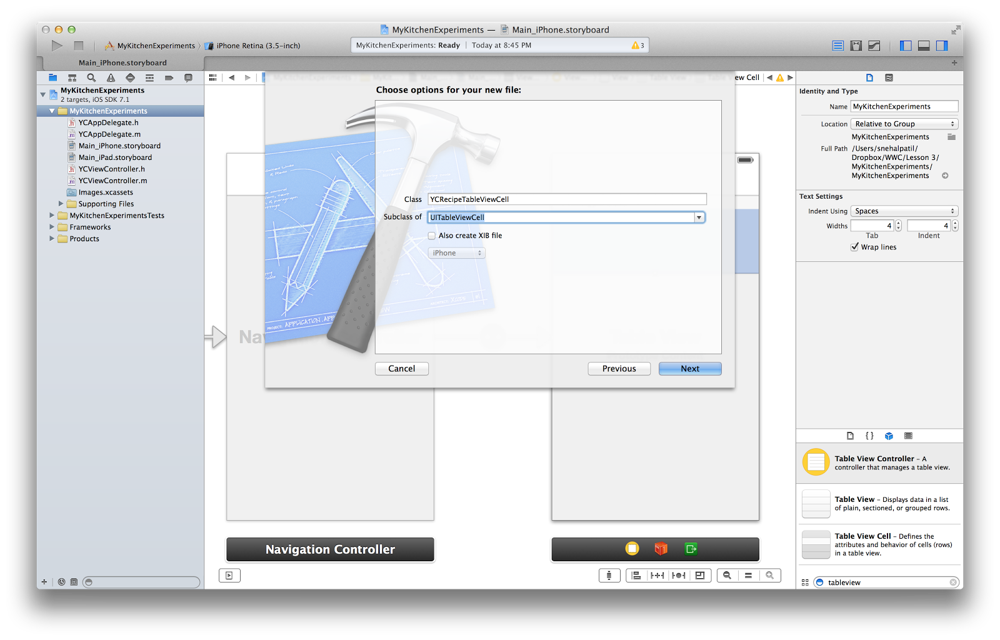 MyKitchenExperiments — Main_iPhone.storyboard
MyKitchenExperiments 〉 iPhone Retina (3.5-inch)
MyKitchenExperiments: Ready | Today at 8:45 PM
3
Main_iPhone.storyboard
MyKitchenExperiments
2 targets, iOS SDK 7.1
MyKitchenExperiments
YCAppDelegate.h
YCAppDelegate.m
Main_iPhone.storyboard
Main_iPad.storyboard
YCViewController.h
YCViewController.m
Images.xcassets
Supporting Files
MyKitchenExperimentsTests
Frameworks
Products
ew Cell
Choose options for your new file:
Class YCRecipeTableViewCell
Subclass of UITableViewCell
Also create XIB file
iPhone
PROJECT: APPLICATION.APP
Cancel
Previous
Next
Nav
Navigation Controller
Identity and Type
Name MyKitchenExperiments
Location Relative to Group
MyKitchenExperiments
Full Path /Users/snehalpatil/
Dropbox/WWC/Lesson 3/
MyKitchenExperiments/
MyKitchenExperiments
Text Settings
Indent Using Spaces
Widths 4 4
Tab Indent
Wrap lines
{ }
Table View Controller – A
controller that manages a table view.
Table View – Displays data in a list
of plain, sectioned, or grouped rows.
Table View Cell – Defines the
attributes and behavior of cells (rows)
in a table view.
tableview